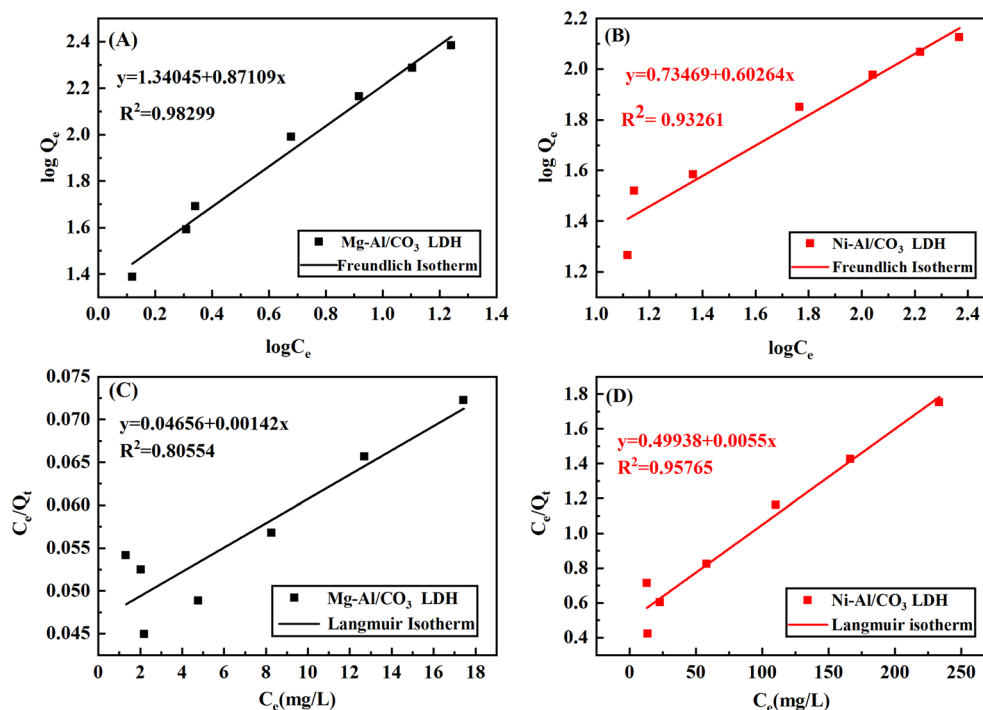 (A)
y=1.34045+0.87109x
R²=0.98299
Mg-Al/CO₃ LDH
Freundlich Isotherm
log Qₑ
2.4
2.2
2.0
1.8
1.6
1.4
0.0 0.2 0.4 0.6 0.8 1.0 1.2 1.4
logCₑ
(B)
y=0.73469+0.60264x
R²= 0.93261
Ni-Al/CO₃ LDH
Freundlich Isotherm
log Qₑ
2.2
2.0
1.8
1.6
1.4
1.2
1.0 1.2 1.4 1.6 1.8 2.0 2.2 2.4
logCₑ
(C)
y=0.04656+0.00142x
R²=0.80554
Mg-Al/CO₃ LDH
Langmuir Isotherm
Cₑ/Qₜ
0.075
0.070
0.065
0.060
0.055
0.050
0.045
0 2 4 6 8 10 12 14 16 18
Cₑ(mg/L)
(D)
y=0.49938+0.0055x
R²=0.95765
Ni-Al/CO₃ LDH
Langmuir isotherm
Cₑ/Qₜ
1.8
1.6
1.4
1.2
1.0
0.8
0.6
0.4
0 50 100 150 200 250
Cₑ(mg/L)